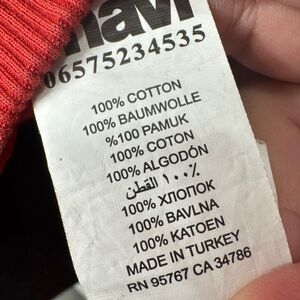 mavi
06575234535
100% COTTON
100% BAUMWOLLE
%100 PAMUK
100% COTON
100% ALGODÓN
١٠٠٪ القطن
100% ХЛОПОК
100% BAVLNA
100% KATOEN
MADE IN TURKEY
RN 95767 CA 34786